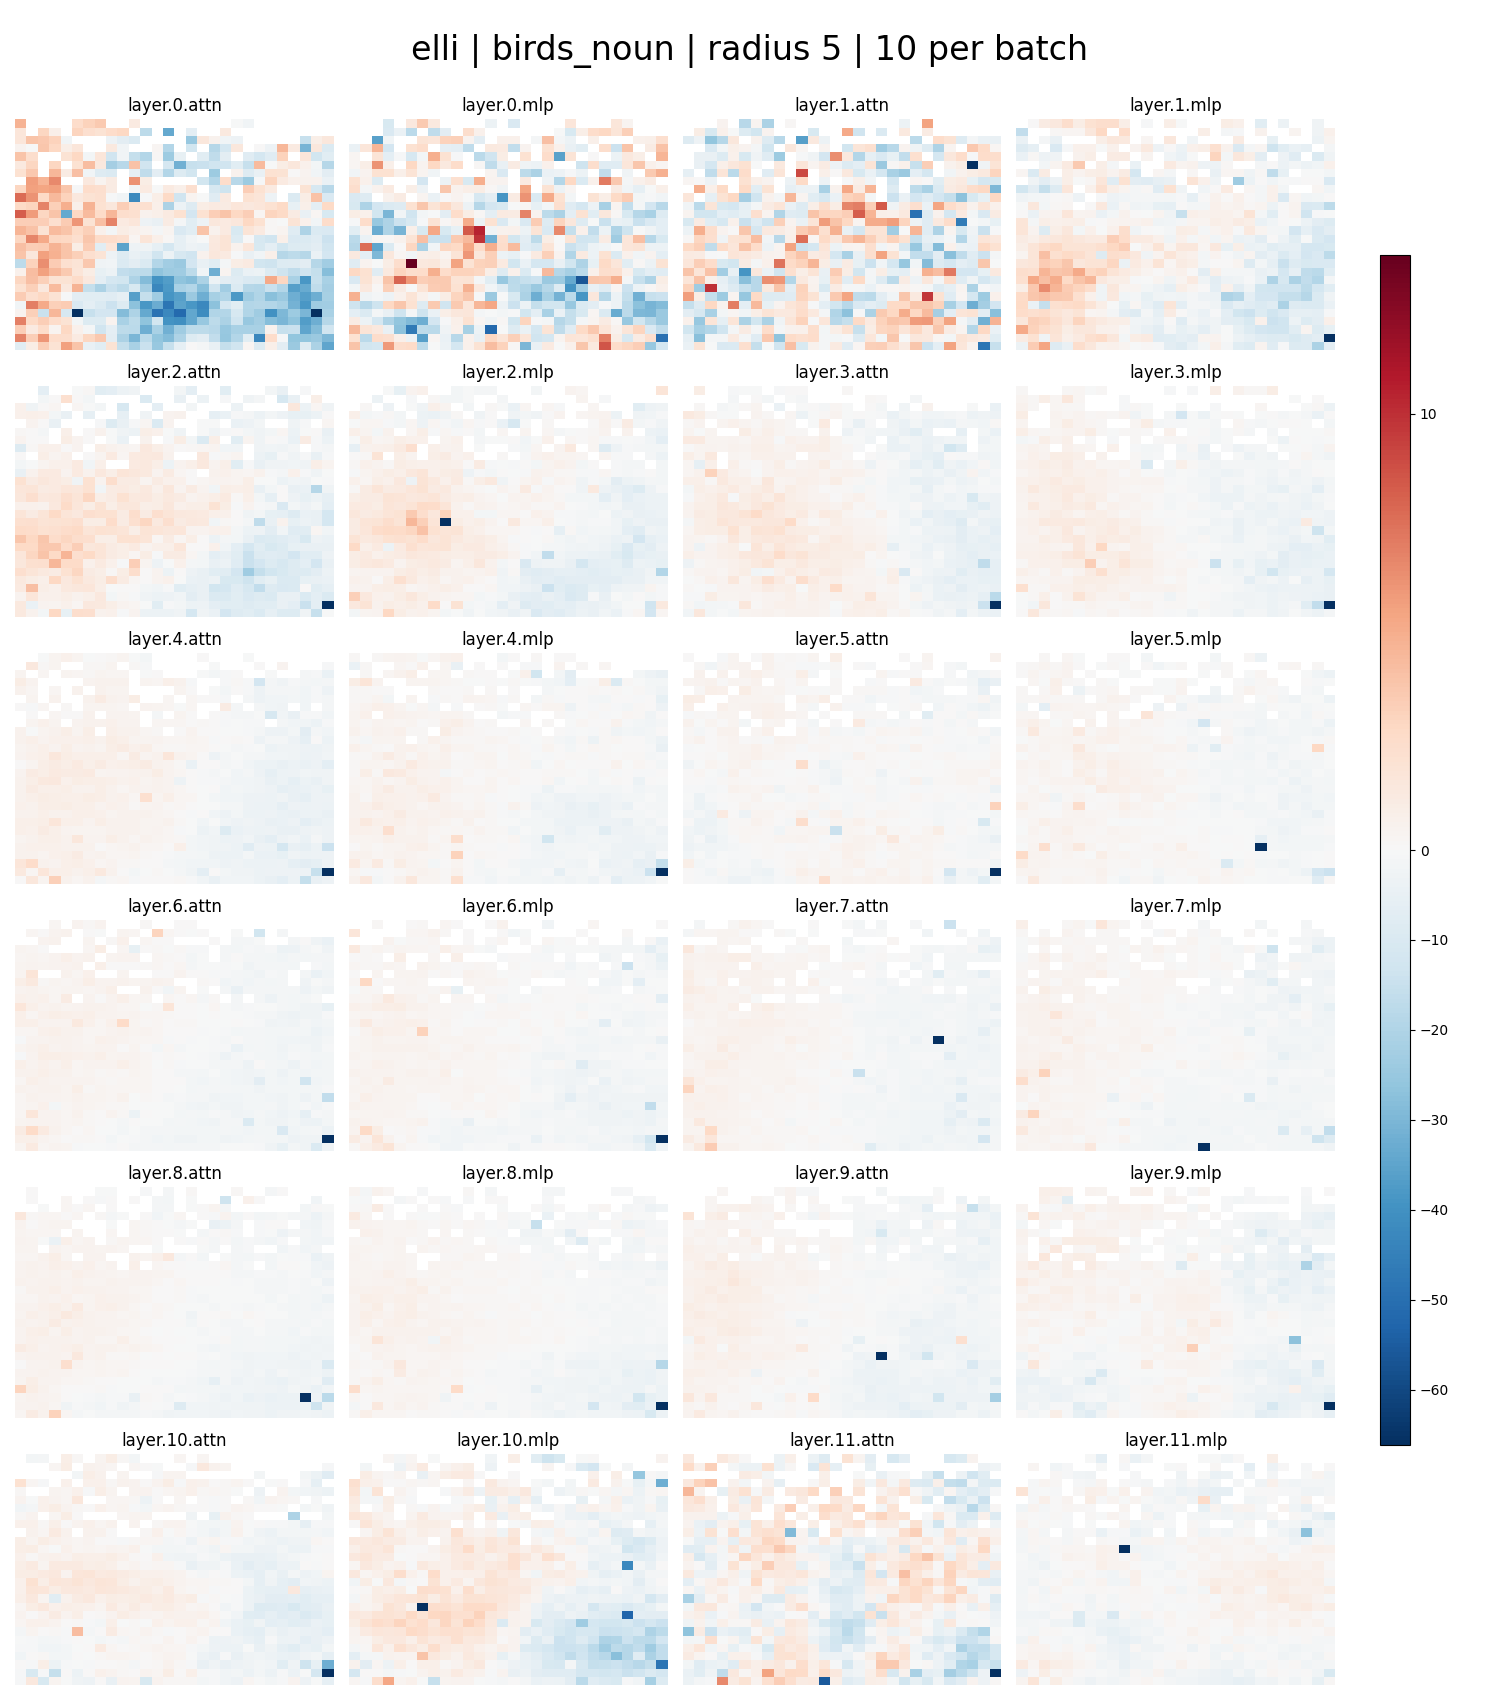 elli | birds_noun | radius 5 | 10 per batch
layer.0.attn
layer.0.mlp
layer.1.attn
layer.1.mlp
layer.2.attn
layer.2.mlp
layer.3.attn
layer.3.mlp
layer.4.attn
layer.4.mlp
layer.5.attn
layer.5.mlp
layer.6.attn
layer.6.mlp
layer.7.attn
layer.7.mlp
layer.8.attn
layer.8.mlp
layer.9.attn
layer.9.mlp
layer.10.attn
layer.10.mlp
layer.11.attn
layer.11.mlp
10
0
−10
−20
−30
−40
−50
−60